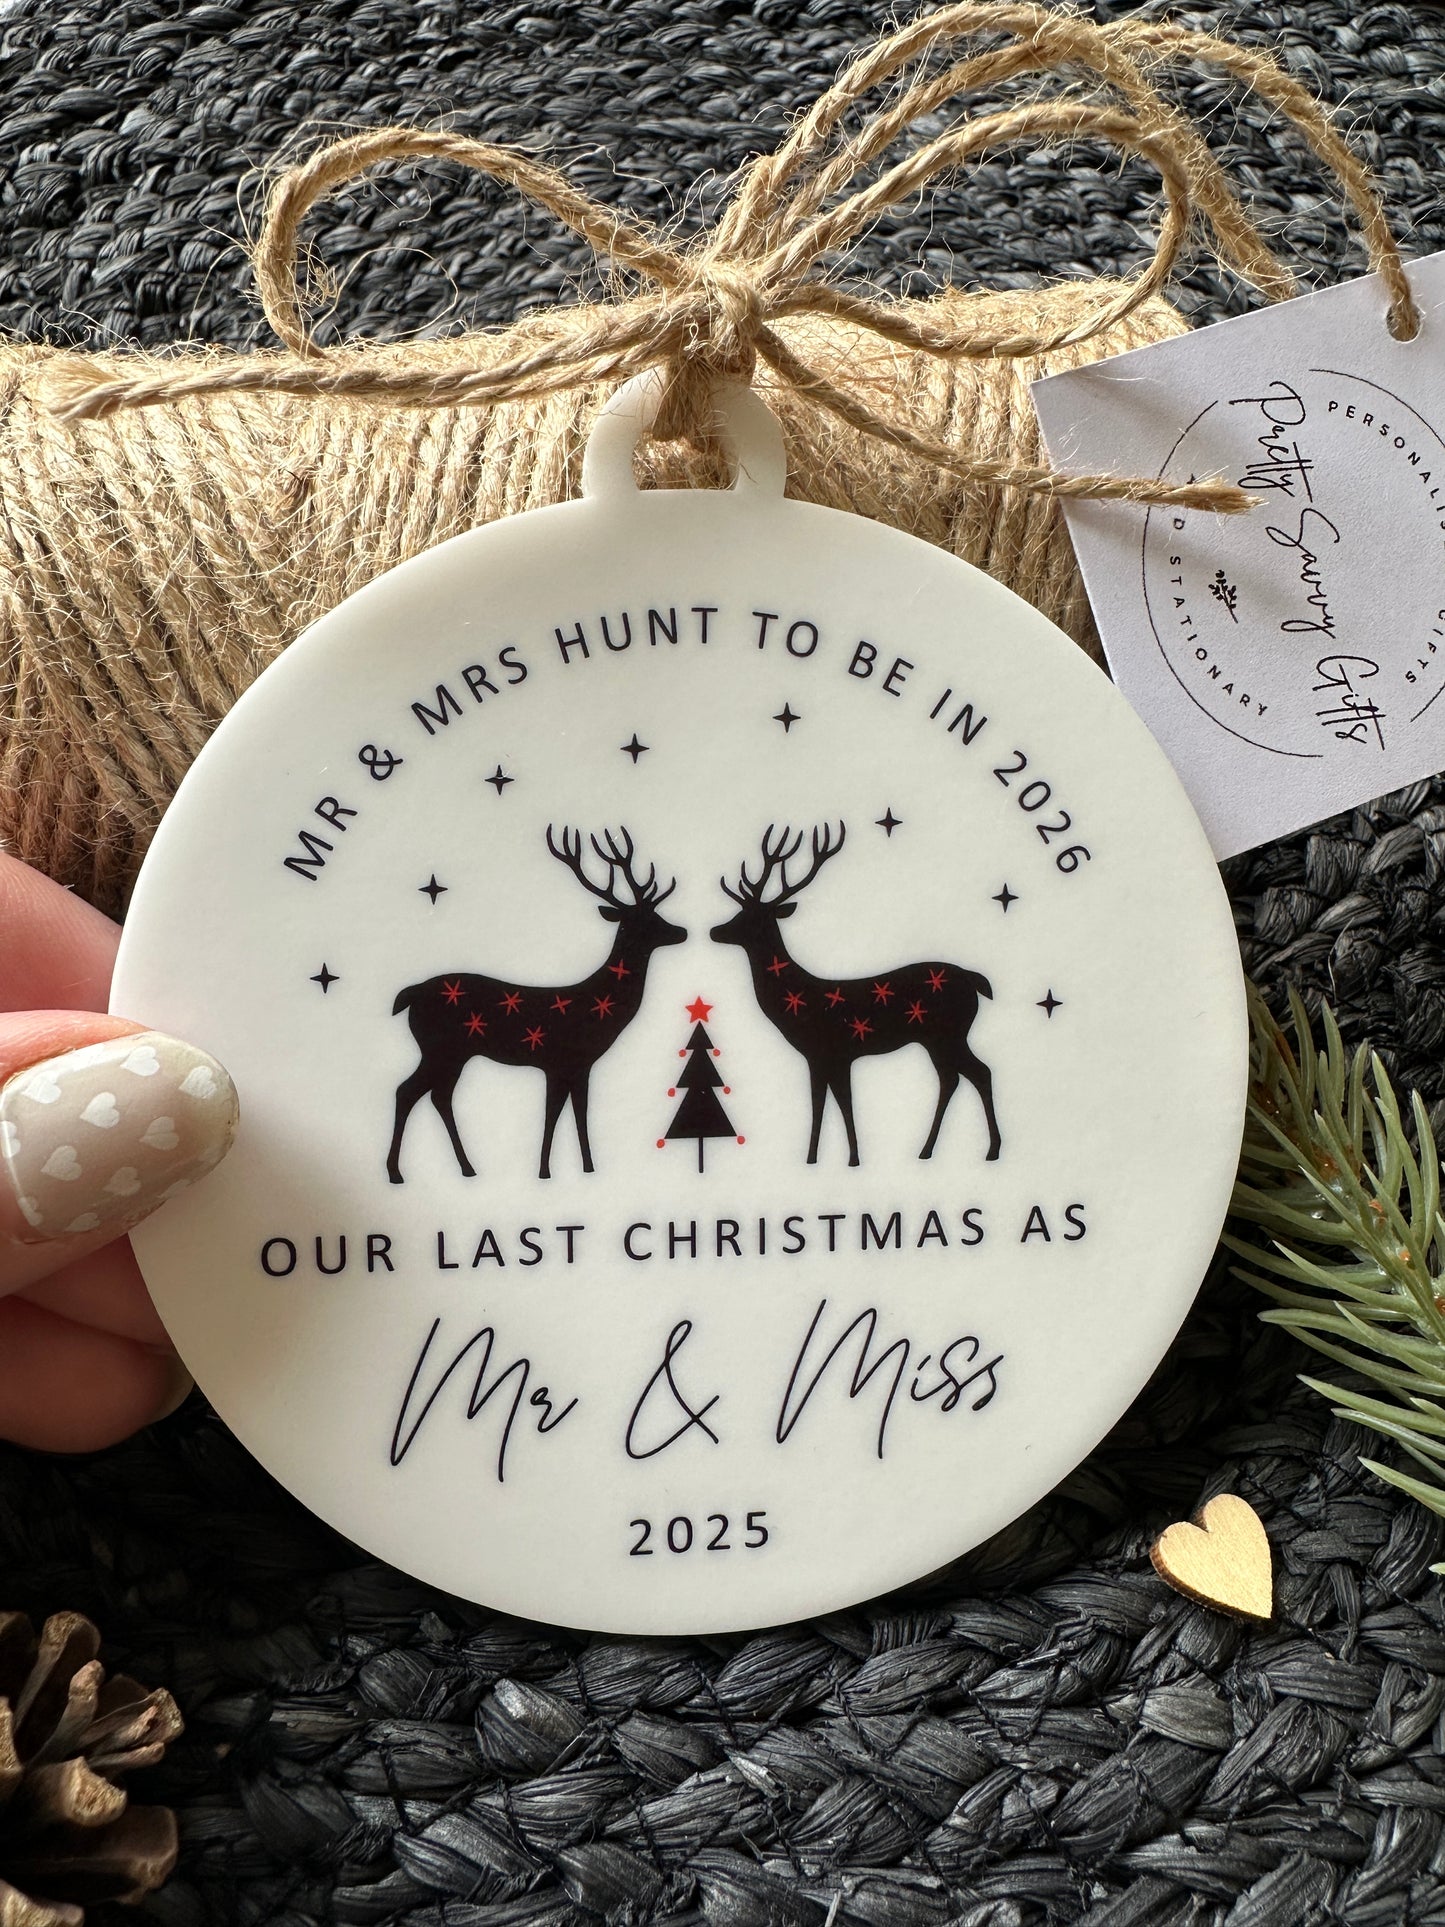 MR & MRS HUNT TO BE IN 2026
OUR LAST CHRISTMAS AS
Mr & Miss
2025
PERSONALIS
GIFTS
Pretty Savvy Gifts
D STATIONARY